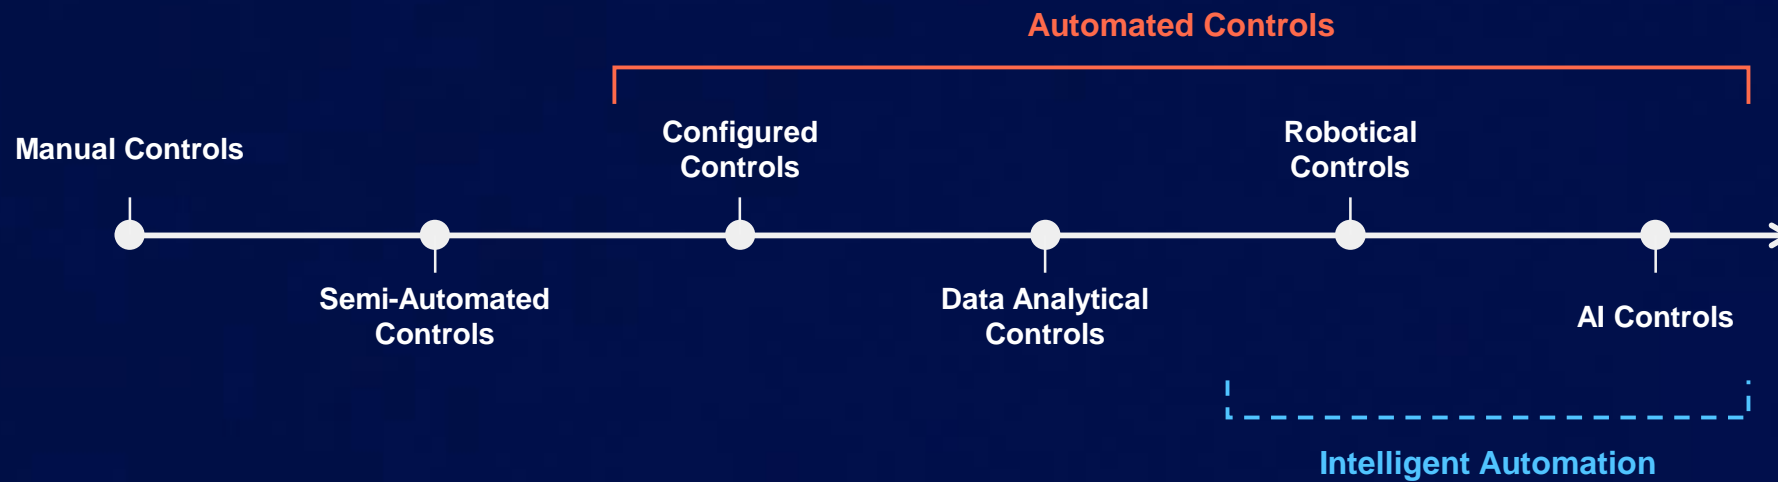 Automated Controls
Manual Controls
Configured
Controls
Robotical
Controls
Semi-Automated
Controls
Data Analytical
Controls
AI Controls
Intelligent Automation